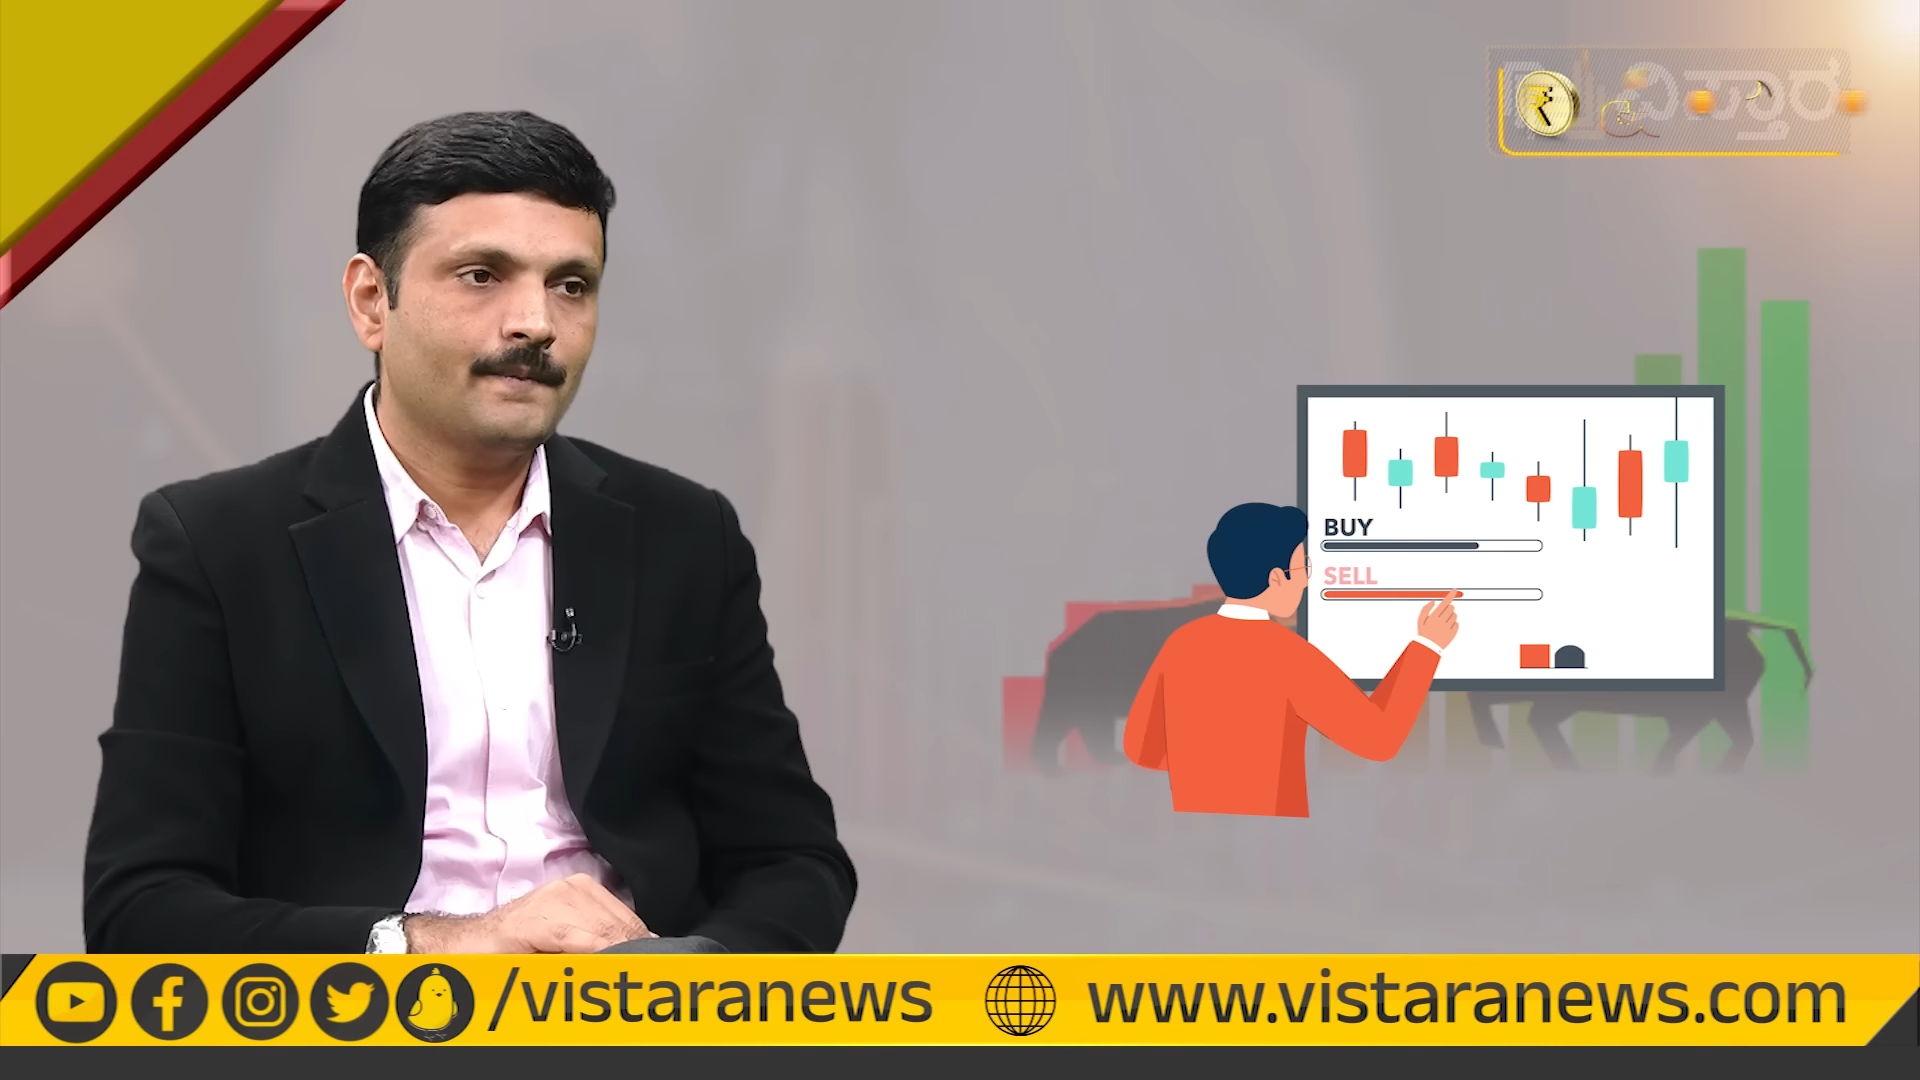 ವಿಸ್ತಾರ
BUY
SELL
/vistaranews
www.vistaranews.com